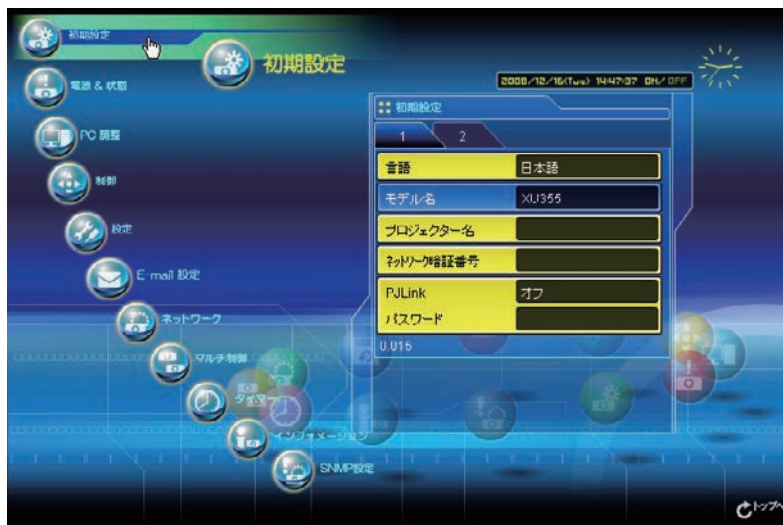 初期設定
電源 & 状態
PC 調整
制御
設定
E-mail 設定
ネットワーク
マルチ制御
タイマー
インフォメーション
SNMP設定
初期設定
2008/12/16(Tue) 14:47:37 ON/OFF
初期設定
1 2
言語 日本語
モデル名 XU355
プロジェクター名
ネットワーク暗証番号
PJLink オフ
パスワード
0.015
トップへ